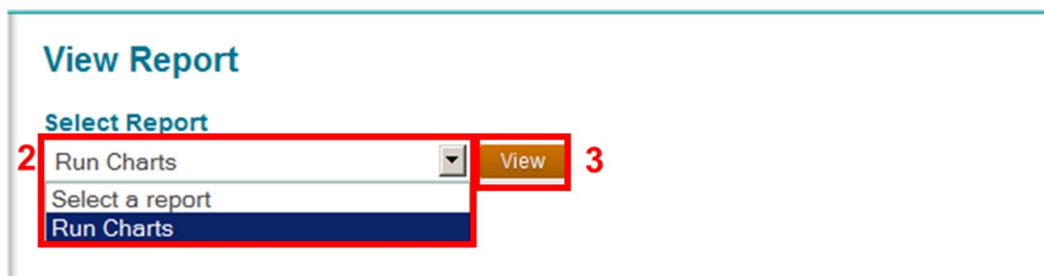 View Report
Select Report
2 Run Charts View 3
Select a report
Run Charts